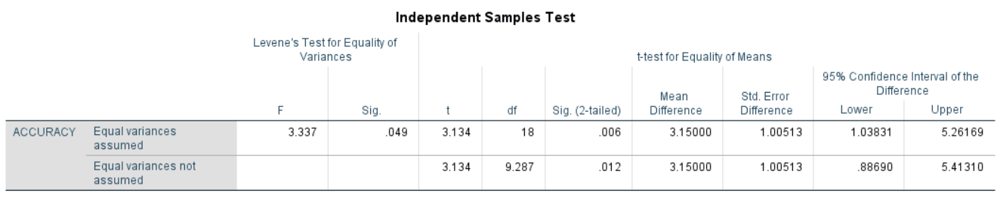 Independent Samples Test
Levene's Test for Equality of
Variances
t-test for Equality of Means
F
Sig.
t
df
Sig. (2-tailed)
Mean
Difference
Std. Error
Difference
95% Confidence Interval of the
Difference
Lower
Upper
ACCURACY
Equal variances
assumed
3.337
.049
3.134
18
.006
3.15000
1.00513
1.03831
5.26169
Equal variances not
assumed
3.134
9.287
.012
3.15000
1.00513
.88690
5.41310